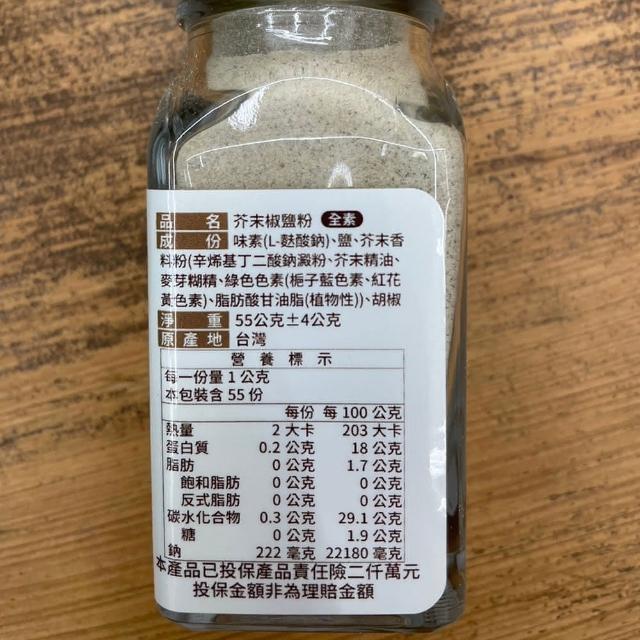 品名 芥末椒鹽粉 全素
成份 味素(L-麩酸鈉)、鹽、芥末香
料粉(辛烯基丁二酸鈉澱粉、芥末精油、
麥芽糊精、綠色色素(梔子藍色素、紅花
黃色素)、脂肪酸甘油脂(植物性))、胡椒
淨重 55公克±4公克
原產地 台灣
營養標示
每一份量 1 公克
本包裝含 55 份
每份 每 100 公克
熱量 2 大卡 203 大卡
蛋白質 0.2 公克 18 公克
脂肪 0 公克 1.7 公克
飽和脂肪 0 公克 0 公克
反式脂肪 0 公克 0 公克
碳水化合物 0.3 公克 29.1 公克
糖 0 公克 1.9 公克
鈉 222 毫克 22180 毫克
本產品已投保產品責任險二仟萬元
投保金額非為理賠金額